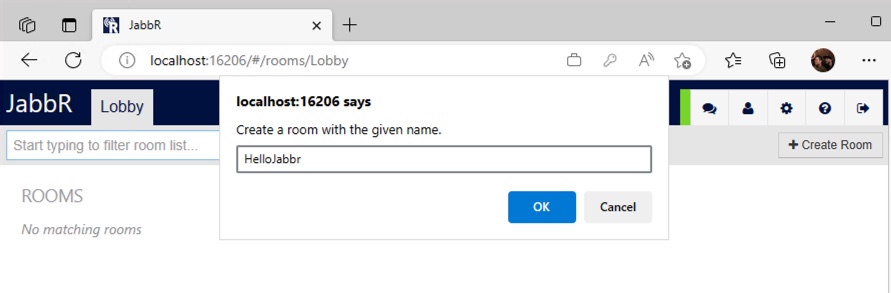 JabbR
localhost:16206/#/rooms/Lobby
localhost:16206 says
JabbR
Lobby
Create a room with the given name.
HelloJabbr
Start typing to filter room list...
Create Room
OK
Cancel
ROOMS
No matching rooms